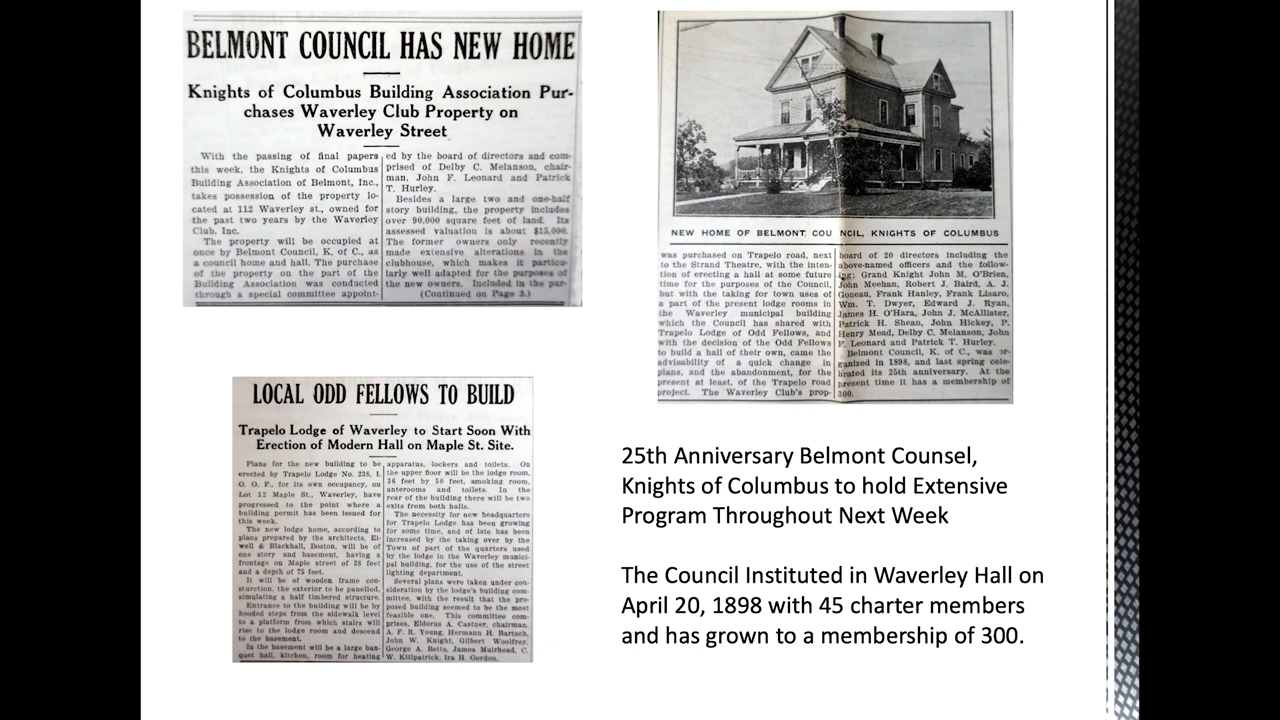 BELMONT COUNCIL HAS NEW HOME
Knights of Columbus Building Association Pur-
chases Waverley Club Property on
Waverley Street
With the passing of final papers
this week, the Knights of Columbus
Building Association of Belmont, Inc.,
takes possession of the property lo-
cated at 112 Waverley st., owned for
the past two years by the Waverley
Club, Inc.
The property will be occupied at
once by Belmont Council, K. of C., as
a council home and hall. The purchase
of the property on the part of the
Building Association was conducted
through a special committee appoint-
ed by the board of directors and com-
prised of Delby C. Melanson, chair-
man, John F. Leonard and Patrick
T. Hurley.
Besides a large two and one-half
story building, the property includes
over 90,000 square feet of land. Its
assessed valuation is about $15,000.
The former owners only recently
made extensive alterations in the
clubhouse, which makes it particu-
larly well adapted for the purposes of
the new owners. Included in the pur-
(Continued on Page 3.)
NEW HOME OF BELMONT COUNCIL, KNIGHTS OF COLUMBUS
was purchased on Trapelo road, next
to the Strand Theatre, with the inten-
tion of erecting a hall at some future
time for the purposes of the Council,
but with the taking for town uses of
a part of the present lodge rooms in
the Waverley municipal building
which the Council has shared with
Trapelo Lodge of Odd Fellows, and
with the decision of the Odd Fellows
to build a hall of their own, came the
advisability of a quick change in
plans, and the abandonment, for the
present at least, of the Trapelo road
project. The Waverley Club's prop-
board of 20 directors including the
above-named officers and the follow-
ing: Grand Knight John M. O'Brien,
John Meehan, Robert J. Baird, A. J.
Goneau, Frank Hanley, Frank Lisaro,
Wm. T. Dwyer, Edward J. Ryan,
James H. O'Hara, John J. McAllister,
Patrick H. Shean, John Hickey, P.
Henry Mead, Delby C. Melanson, John
F. Leonard and Patrick T. Hurley.
Belmont Council, K. of C., was or-
ganized in 1898, and last spring cele-
brated its 25th anniversary. At the
present time it has a membership of
300.
LOCAL ODD FELLOWS TO BUILD
Trapelo Lodge of Waverley to Start Soon With
Erection of Modern Hall on Maple St. Site.
Plans for the new building to be
erected by Trapelo Lodge No. 238, I.
O. O. F., for its own occupancy, on
Lot 12 Maple St., Waverley, have
progressed to the point where a
building permit has been issued for
this week.
The new lodge home, according to
plans prepared by the architects, El-
well & Blackhall, Boston, will be of
one story and basement, having a
frontage on Maple street of 28 feet
and a depth of 75 feet.
It will be of wooden frame con-
sturction, the exterior to be panelled,
simulating a half timbered structure.
Entrance to the building will be by
hooded steps from the sidewalk level
to a platform from which stairs will
rise to the lodge room and descend
to the basement.
In the basement will be a large ban-
quet hall, kitchen, room for heating
apparatus, lockers and toilets. On
the upper floor will be the lodge room,
26 feet by 50 feet, smoking room,
anterooms and toilets. In the
rear of the building there will be two
exits from both halls.
The necessity for new headquarters
for Trapelo Lodge has been growing
for some time, and of late has been
increased by the taking over by the
Town of part of the quarters used
by the lodge in the Waverley munici-
pal building, for the use of the street
lighting department.
Several plans were taken under con-
sideration by the lodge's building com-
mittee, with the result that the pro-
posed building seemed to be the most
feasible one. This committee com-
prises, Eldorus A. Castner, chairman,
A. F. R. Young, Hermann H. Bartsch,
John W. Knight, Gilbert Woolfrey,
George A. Betts, James Muirhead, C.
W. Kilpatrick, Ira H. Gordon.
25th Anniversary Belmont Counsel,
Knights of Columbus to hold Extensive
Program Throughout Next Week
The Council Instituted in Waverley Hall on
April 20, 1898 with 45 charter members
and has grown to a membership of 300.